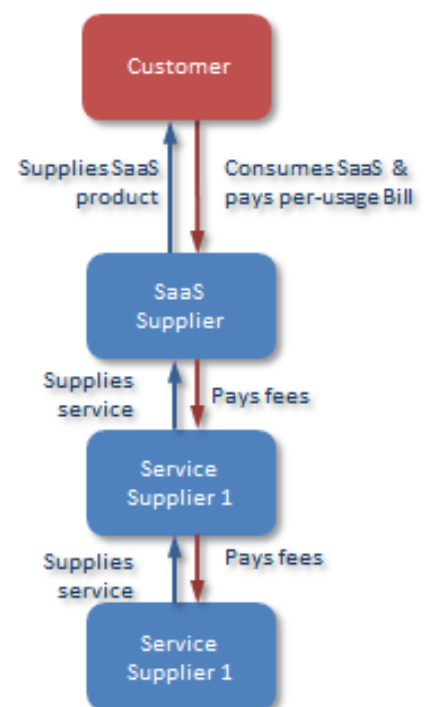 Customer
Supplies SaaS
product
Consumes SaaS &
pays per-usage Bill
SaaS
Supplier
Supplies
service
Pays fees
Service
Supplier 1
Supplies
service
Pays fees
Service
Supplier 1